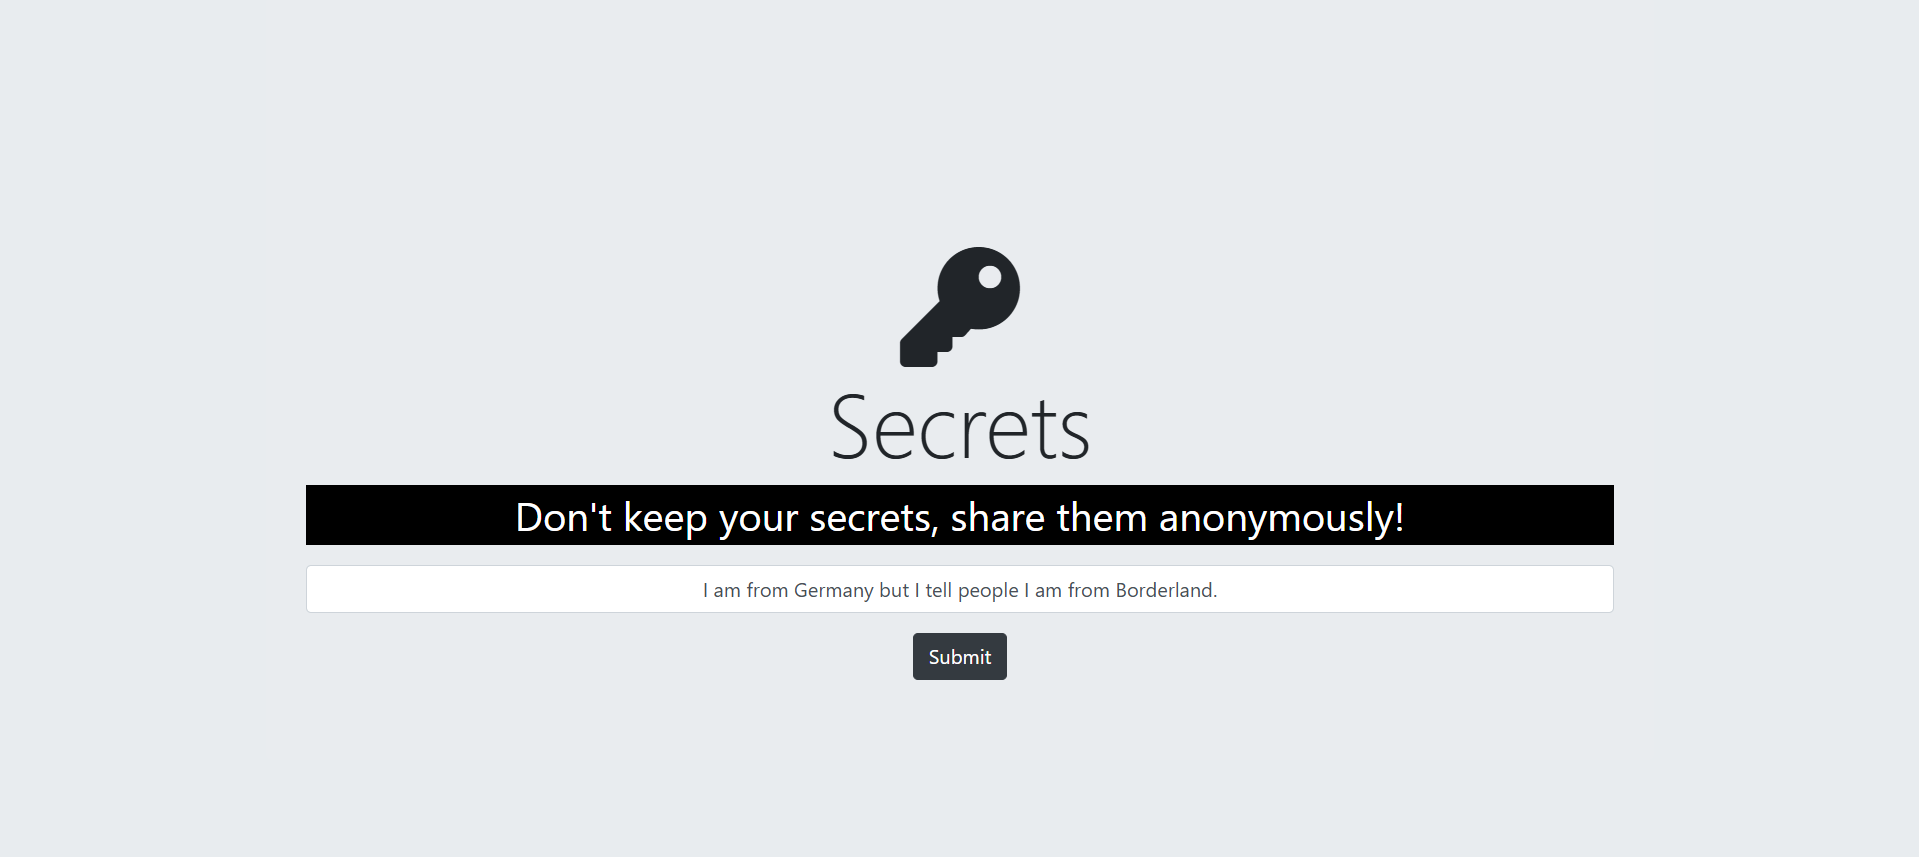 Secrets
Don't keep your secrets, share them anonymously!
I am from Germany but I tell people I am from Borderland.
Submit